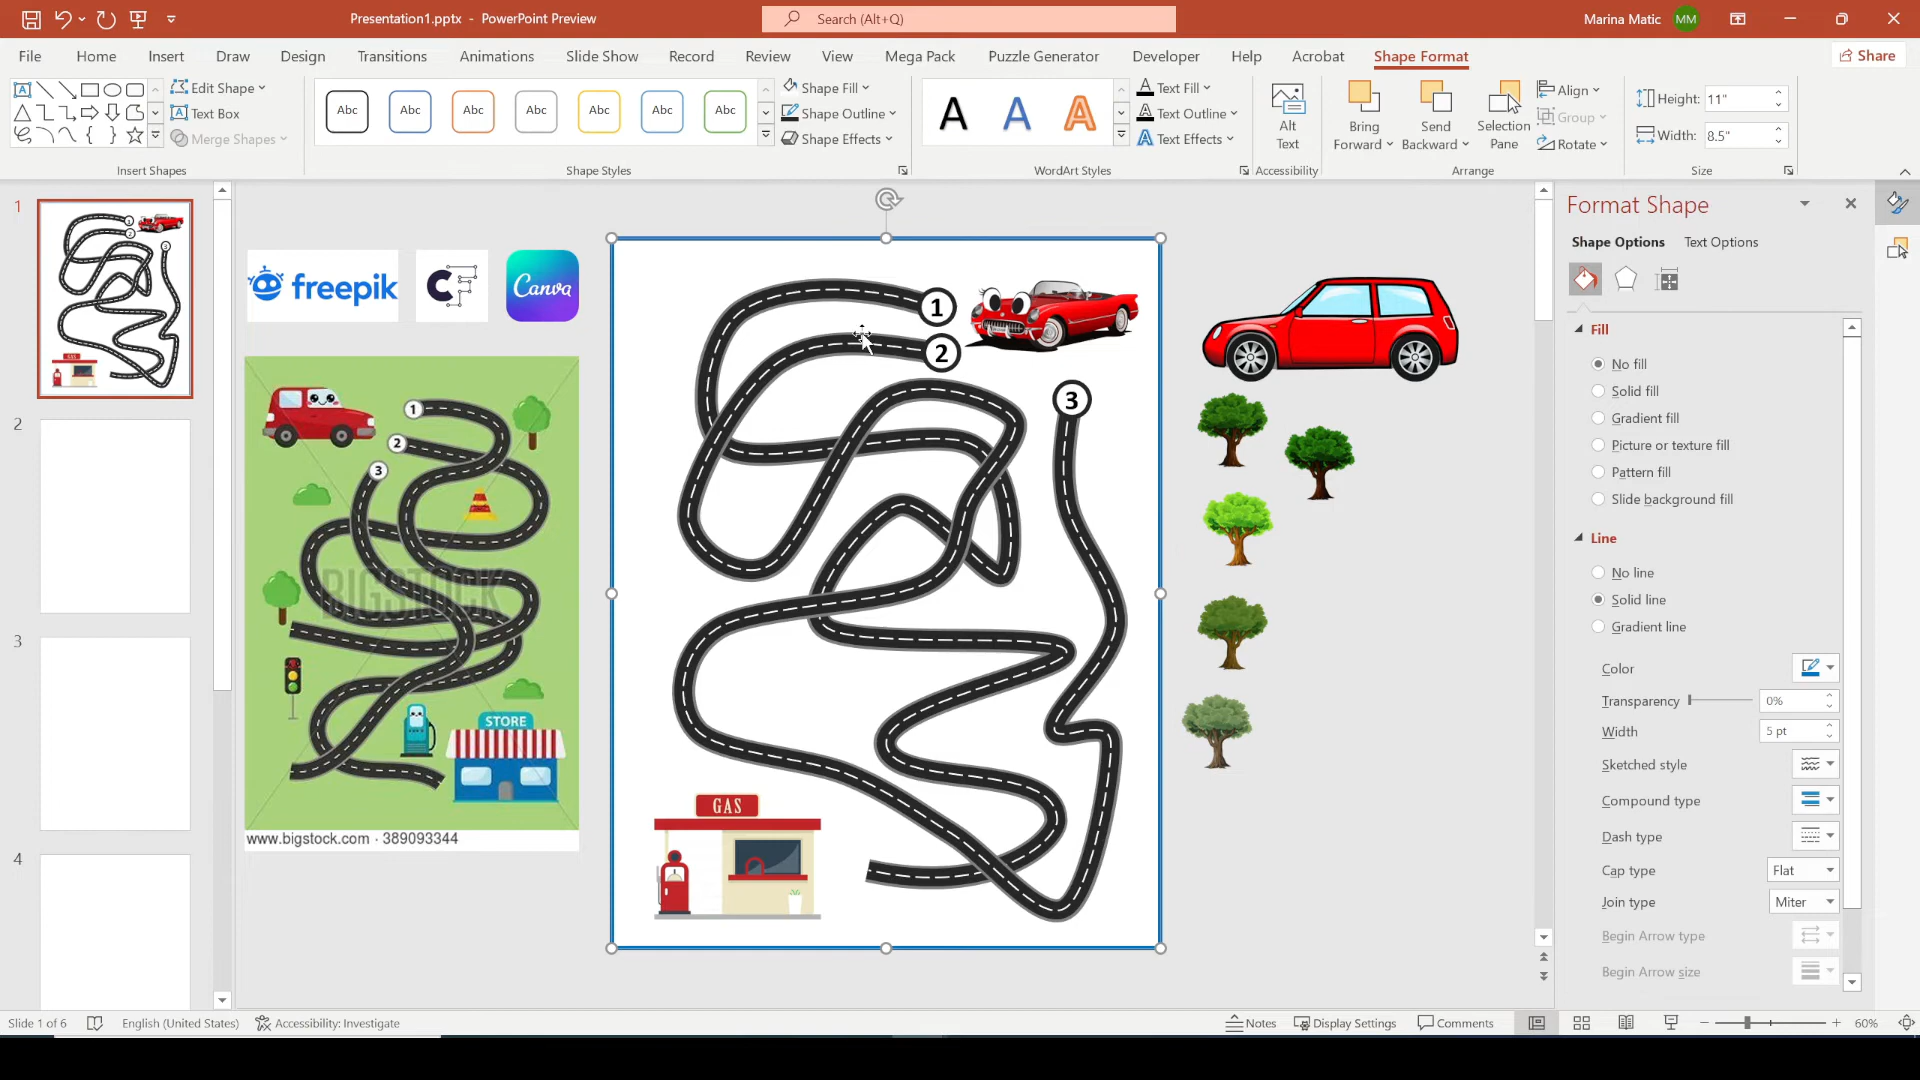 Presentation1.pptx - PowerPoint Preview
Search (Alt+Q)
Marina Matic
MM
File
Home
Insert
Draw
Design
Transitions
Animations
Slide Show
Record
Review
View
Mega Pack
Puzzle Generator
Developer
Help
Acrobat
Shape Format
Share
Edit Shape
Text Box
Merge Shapes
Insert Shapes
Abc
Abc
Abc
Abc
Abc
Abc
Abc
Shape Fill
Shape Outline
Shape Effects
Shape Styles
A
A
A
Text Fill
Text Outline
Text Effects
WordArt Styles
Alt
Text
Accessibility
Bring
Forward
Send
Backward
Selection
Pane
Align
Group
Rotate
Arrange
Height: 11"
Width: 8.5"
Size
1
2
3
4
freepik
CF
Canva
1
2
3
BIGSTOCK
STORE
www.bigstock.com · 389093344
1
2
3
GAS
Format Shape
Shape Options
Text Options
Fill
No fill
Solid fill
Gradient fill
Picture or texture fill
Pattern fill
Slide background fill
Line
No line
Solid line
Gradient line
Color
Transparency
0%
Width
5 pt
Sketched style
Compound type
Dash type
Cap type
Flat
Join type
Miter
Begin Arrow type
Begin Arrow size
Slide 1 of 6
English (United States)
Accessibility: Investigate
Notes
Display Settings
Comments
60%